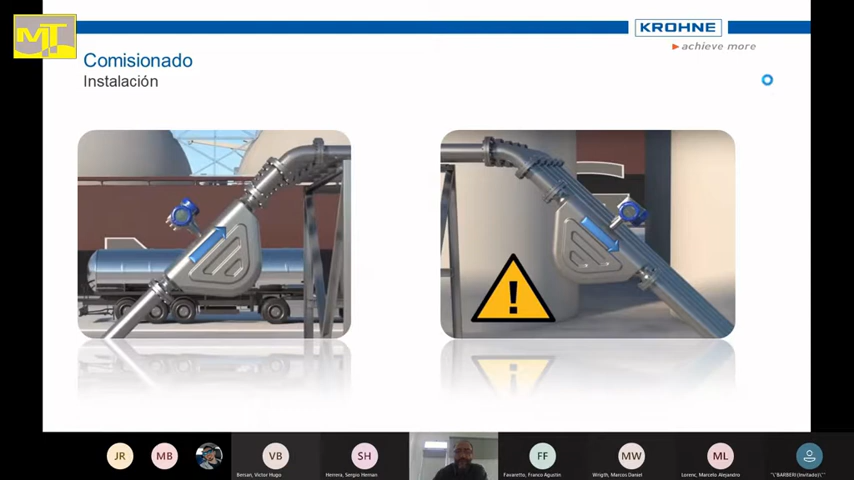 MT
KROHNE
achieve more
Comisionado
Instalación
!
JR
MB
VB
SH
FF
MW
ML
Bersan, Victor Hugo
Herrera, Sergio Hernan
Favaretto, Franco Agustin
Wrigth, Marcos Daniel
Lorenc, Marcelo Alejandro
"\"BARBERI (Invitado)\""